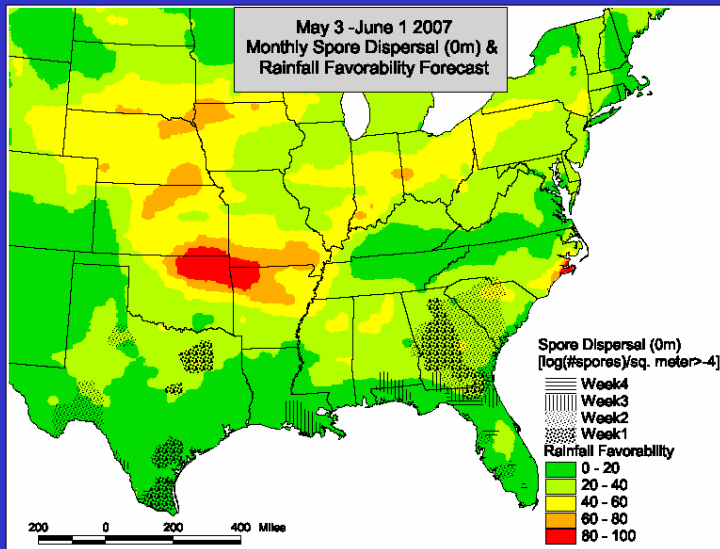 May 3 -June 1 2007
Monthly Spore Dispersal (0m) &
Rainfall Favorability Forecast
Spore Dispersal (0m)
[log(#spores)/sq. meter>-4]
Week4
Week3
Week2
Week1
Rainfall Favorability
0 - 20
20 - 40
40 - 60
60 - 80
80 - 100
200 0 200 400 Miles